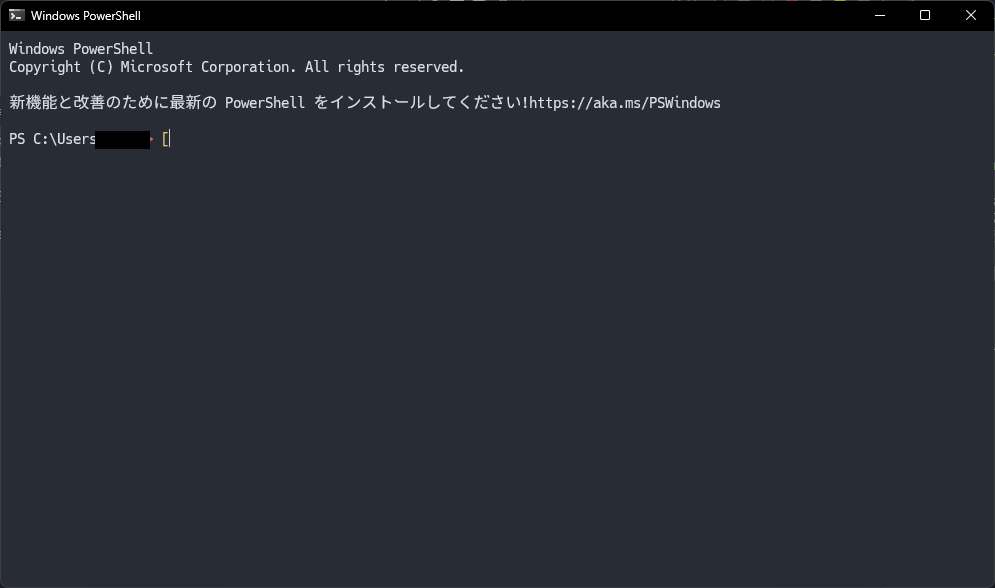 Windows PowerShell
Windows PowerShell
Copyright (C) Microsoft Corporation. All rights reserved.
新機能と改善のために最新の PowerShell をインストールしてください!https://aka.ms/PSWindows
PS C:\Users [